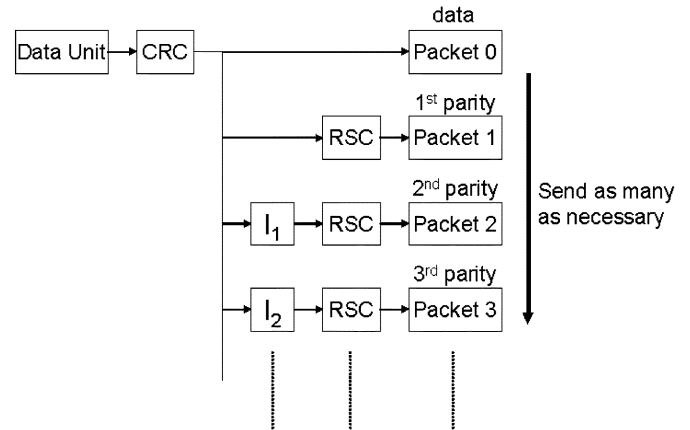 data
Data Unit
CRC
Packet 0
1st parity
RSC
Packet 1
2nd parity
I1
RSC
Packet 2
3rd parity
I2
RSC
Packet 3
Send as many
as necessary